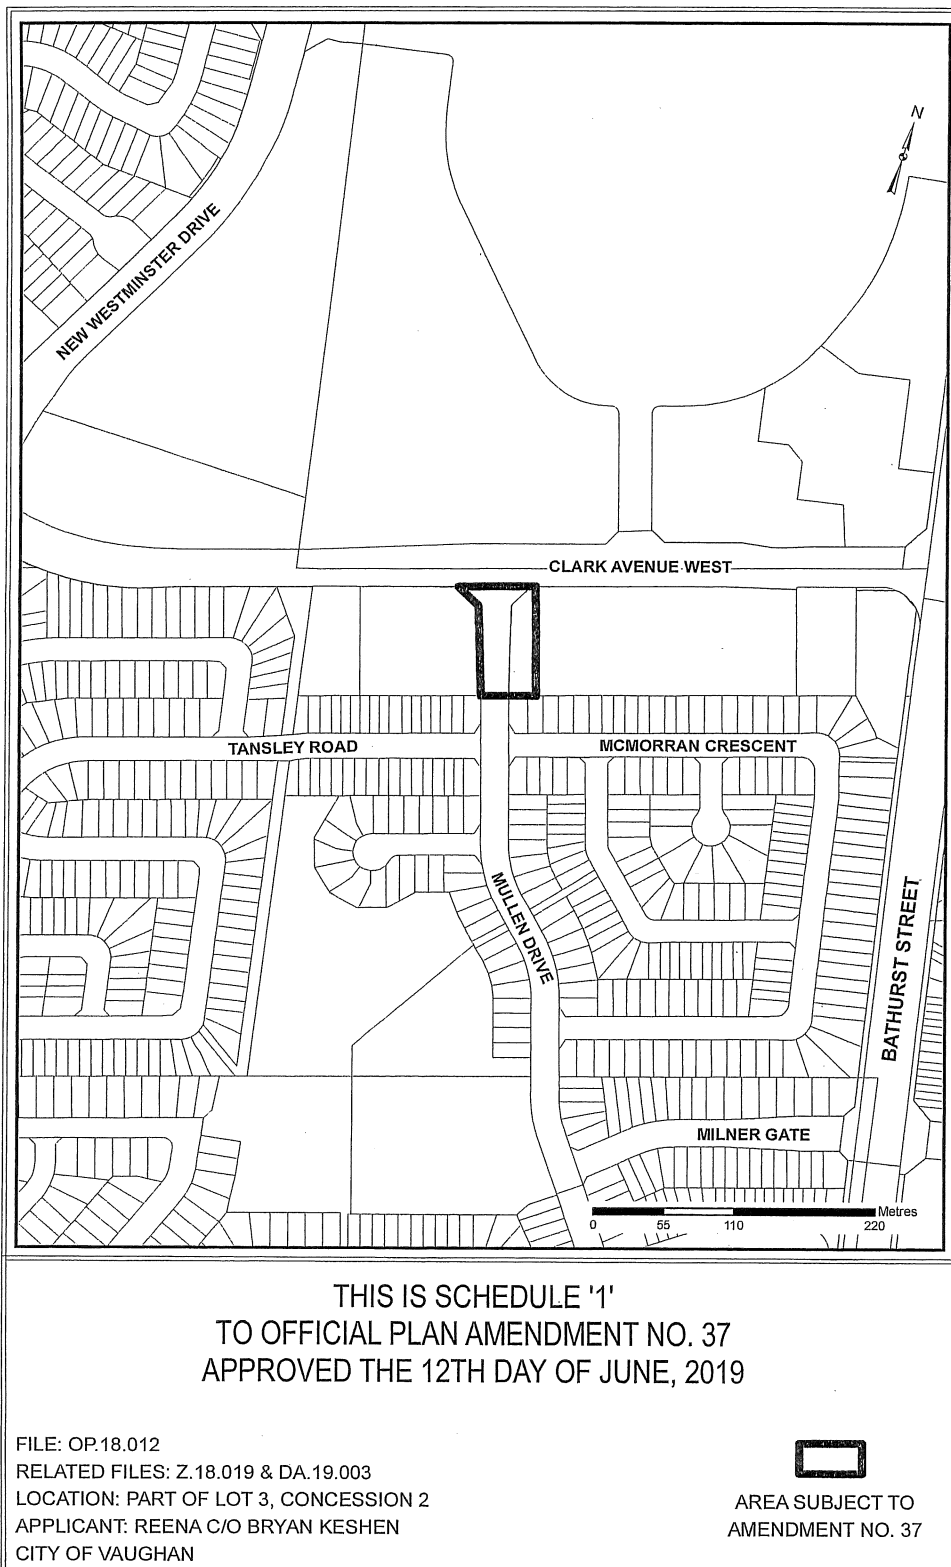 N
NEW WESTMINSTER DRIVE
CLARK AVENUE WEST
TANSLEY ROAD
MCMORRAN CRESCENT
MULLEN DRIVE
BATHURST STREET
MILNER GATE
Metres
0 55 110 220
THIS IS SCHEDULE '1'
TO OFFICIAL PLAN AMENDMENT NO. 37
APPROVED THE 12TH DAY OF JUNE, 2019
FILE: OP.18.012
RELATED FILES: Z.18.019 & DA.19.003
LOCATION: PART OF LOT 3, CONCESSION 2
APPLICANT: REENA C/O BRYAN KESHEN
CITY OF VAUGHAN
AREA SUBJECT TO
AMENDMENT NO. 37